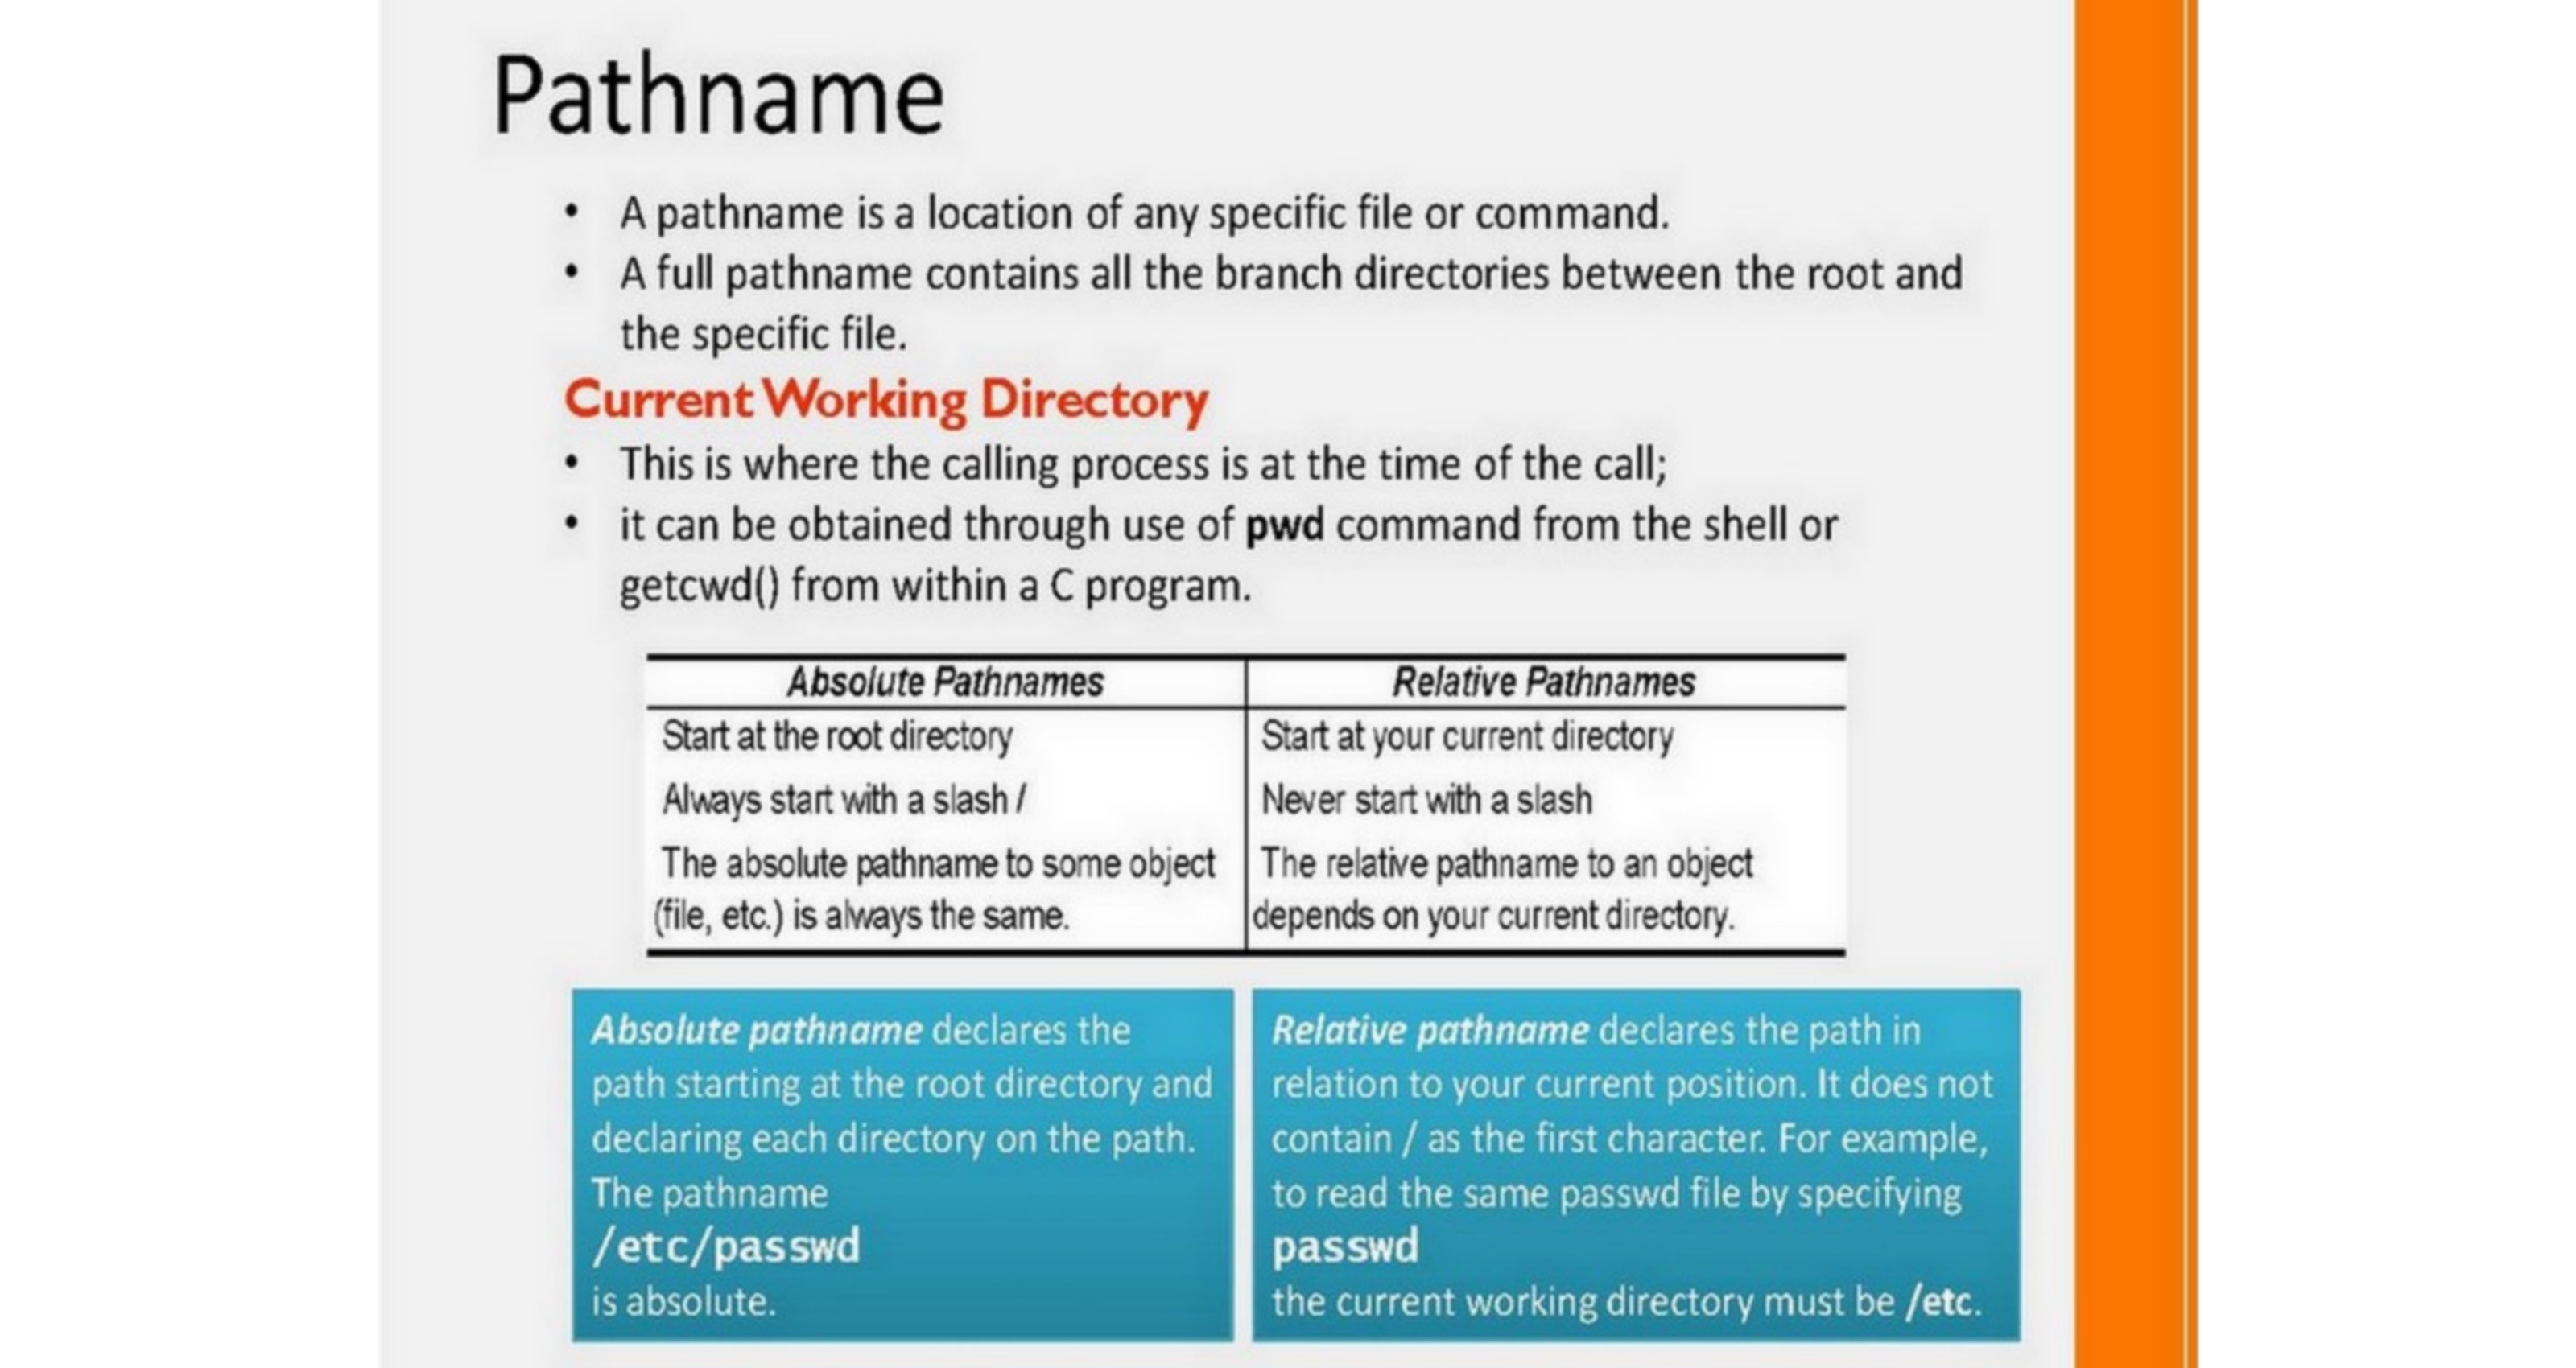 Pathname
• A pathname is a location of any specific file or command.
• A full pathname contains all the branch directories between the root and
the specific file.
Current Working Directory
• This is where the calling process is at the time of the call;
• it can be obtained through use of pwd command from the shell or
getcwd() from within a C program.
Absolute Pathnames Relative Pathnames
Start at the root directory Start at your current directory
Always start with a slash / Never start with a slash
The absolute pathname to some object The relative pathname to an object
(file, etc.) is always the same. depends on your current directory.
Absolute pathname declares the
path starting at the root directory and
declaring each directory on the path.
The pathname
/etc/passwd
is absolute.
Relative pathname declares the path in
relation to your current position. It does not
contain / as the first character. For example,
to read the same passwd file by specifying
passwd
the current working directory must be /etc.